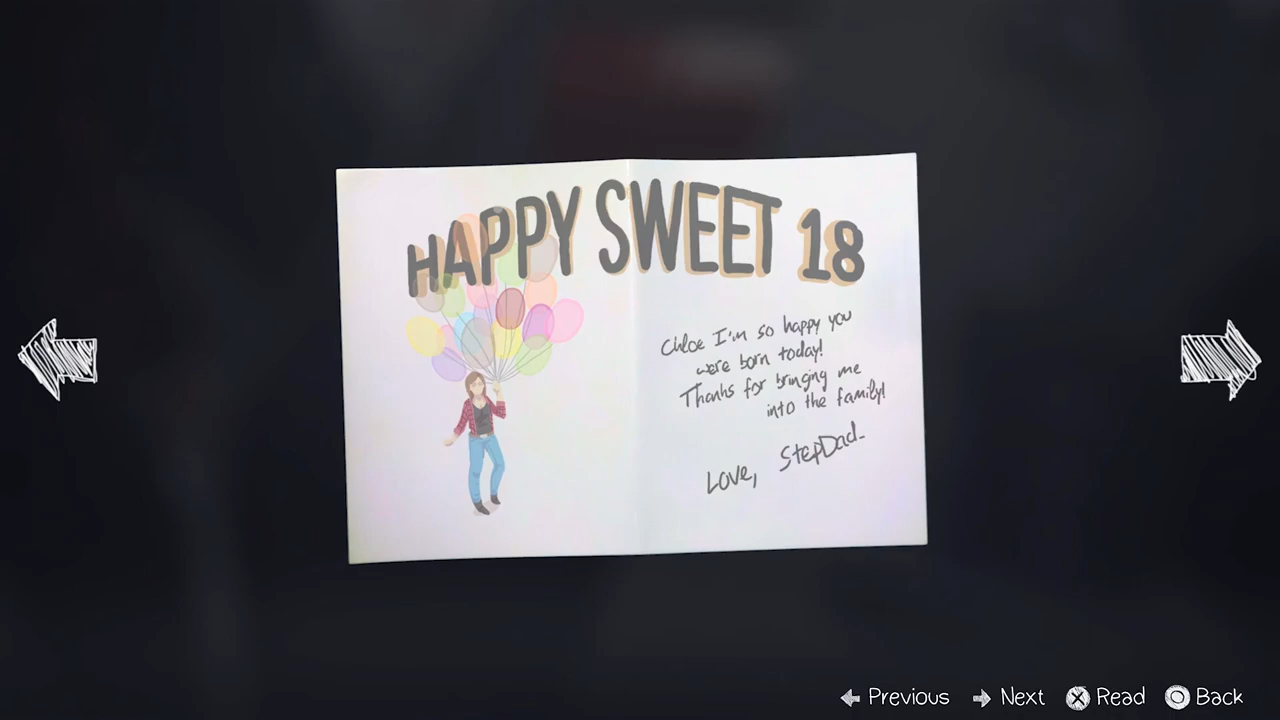 HAPPY SWEET 18
Chloe I'm so happy you
were born today!
Thanks for bringing me
into the family!
Love, StepDad
Previous Next Read Back